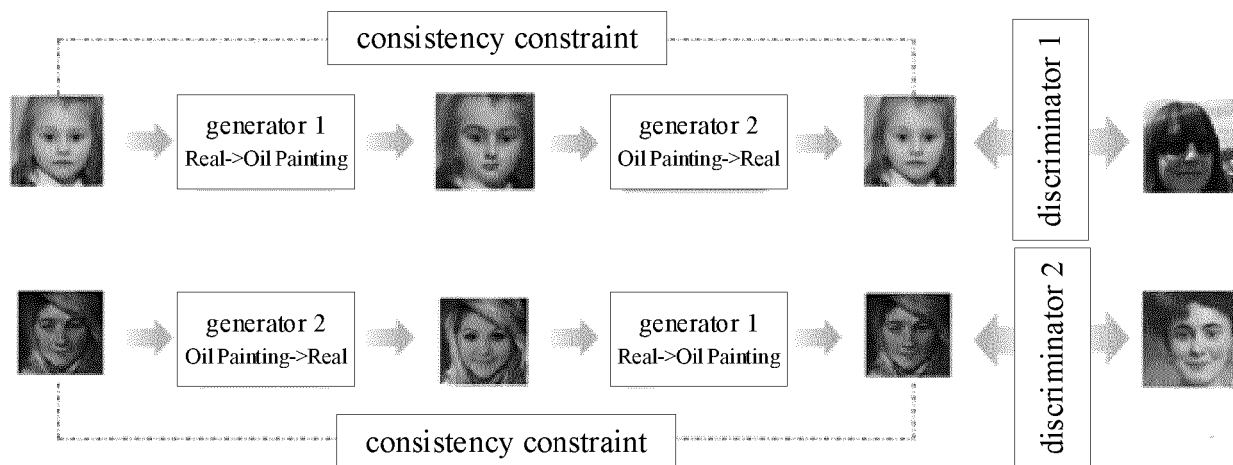 consistency constraint
generator 1
Real->Oil Painting
generator 2
Oil Painting->Real
discriminator 1
generator 2
Oil Painting->Real
generator 1
Real->Oil Painting
discriminator 2
consistency constraint